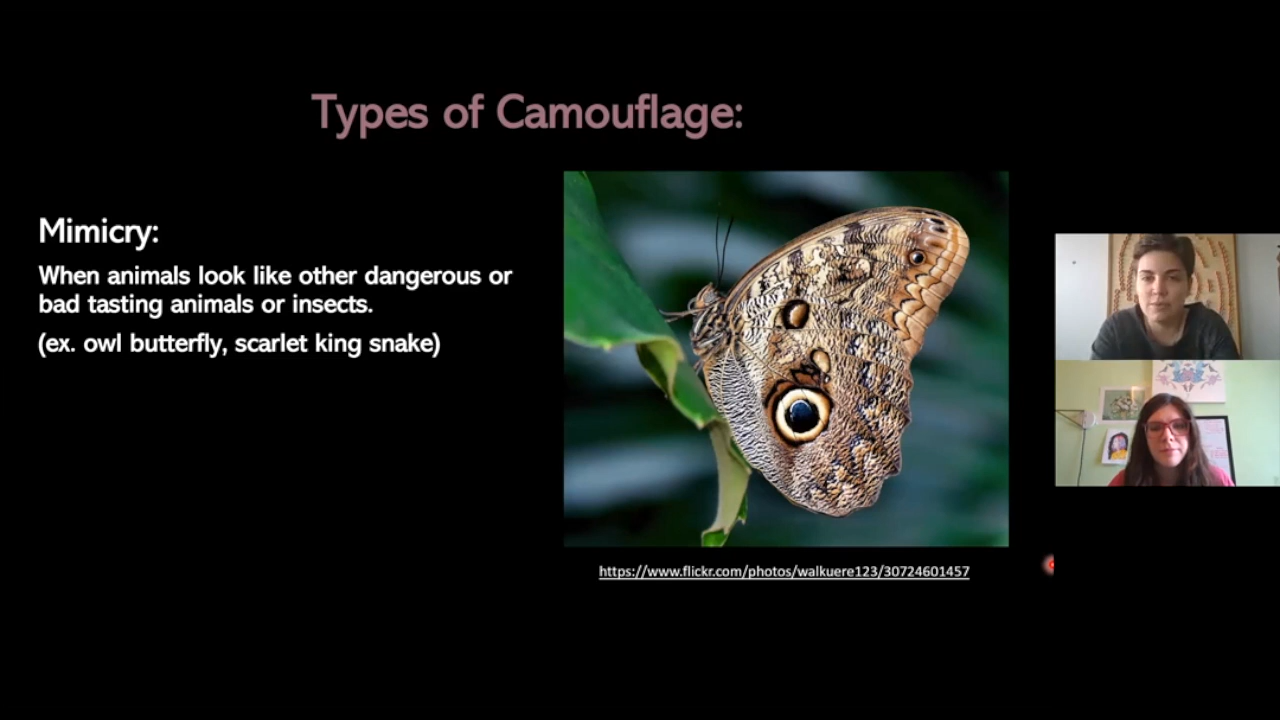 Types of Camouflage:
Mimicry:
When animals look like other dangerous or
bad tasting animals or insects.
(ex. owl butterfly, scarlet king snake)
https://www.flickr.com/photos/walkuere123/30724601457